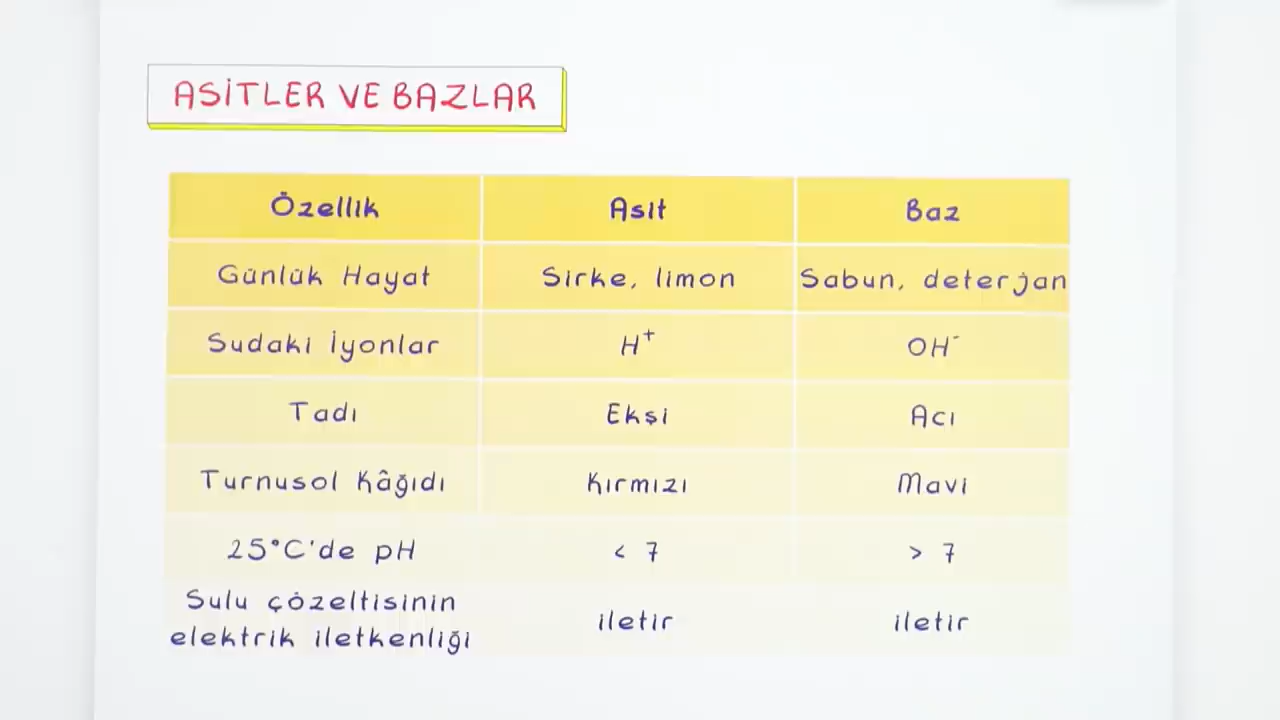 ASİTLER VE BAZLAR
Özellik Asit Baz
Günlük Hayat Sirke, limon Sabun, deterjan
Sudaki İyonlar H⁺ OH⁻
Tadı Ekşi Acı
Turnusol Kâğıdı Kırmızı Mavi
25°C'de pH < 7 > 7
Sulu çözeltisinin
elektrik iletkenliği iletir iletir